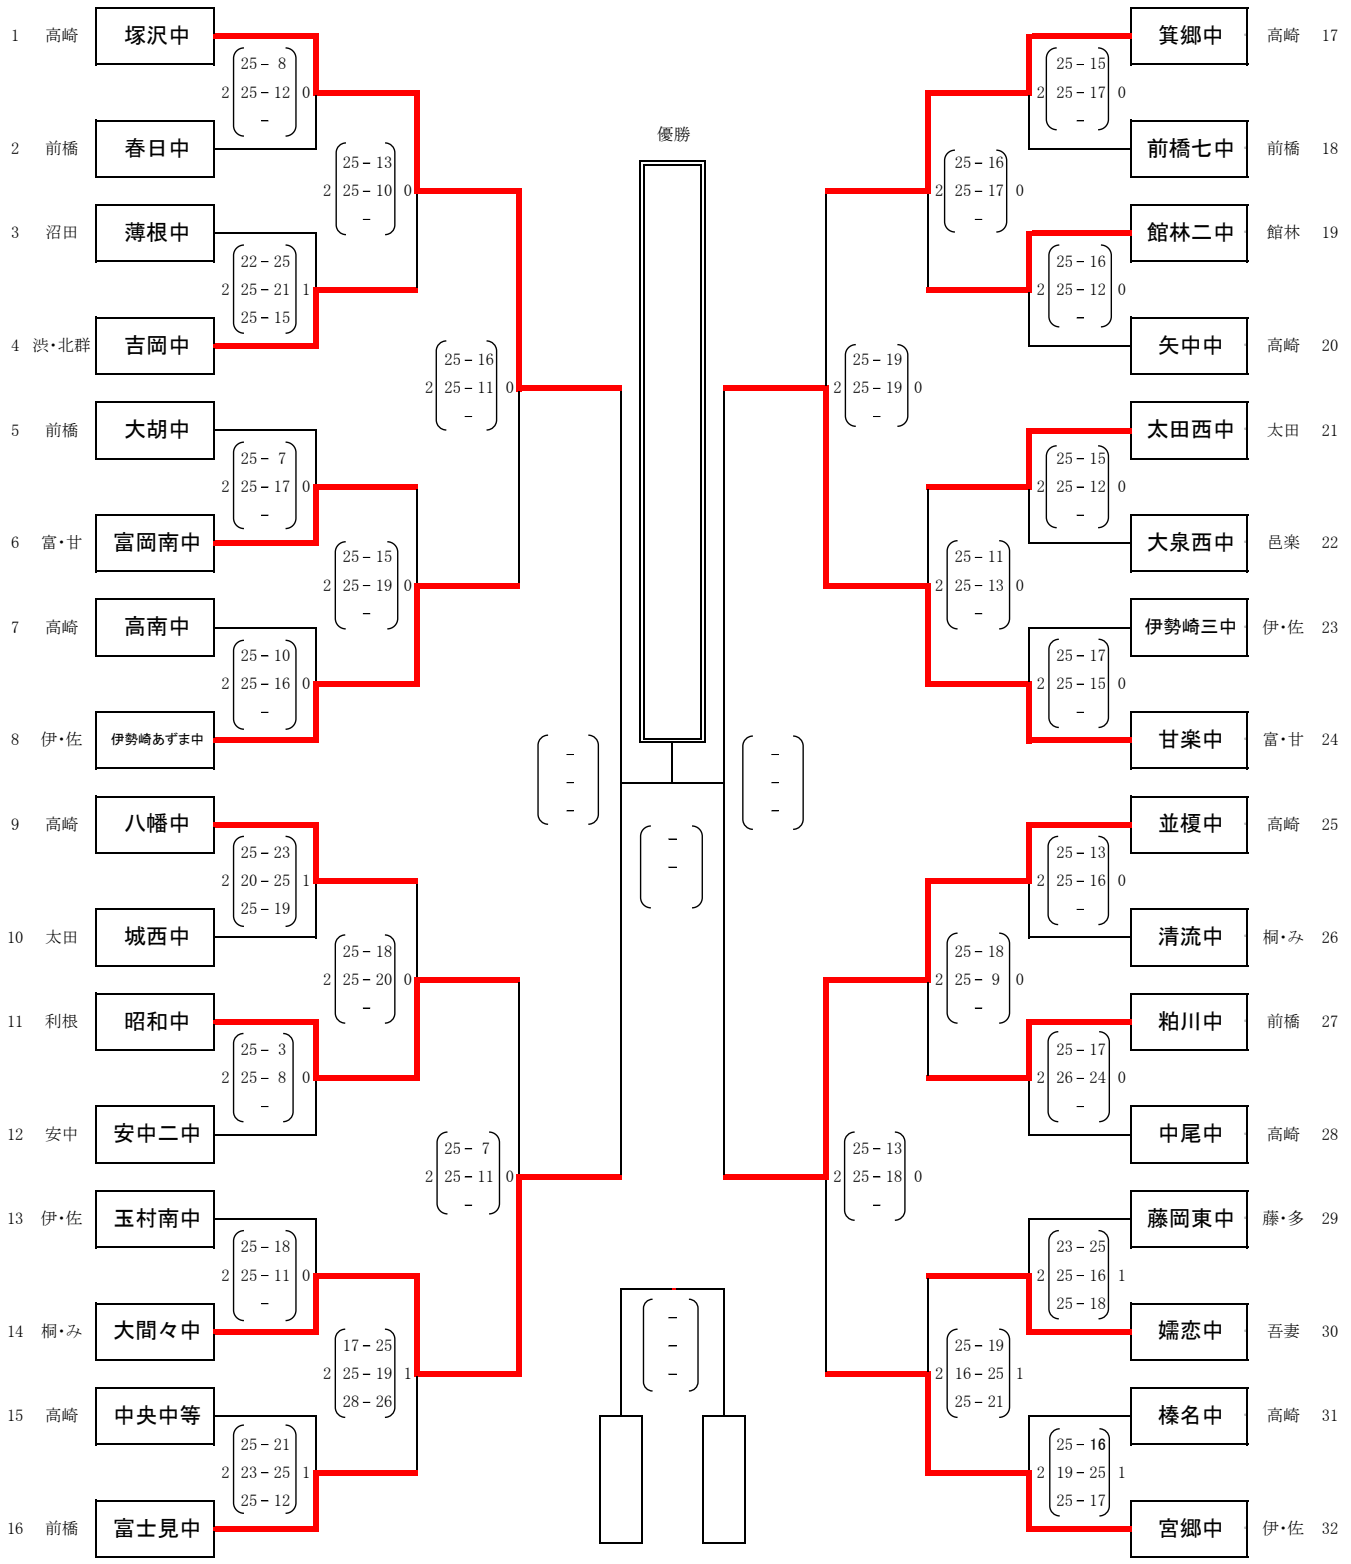 優勝
1 高崎 塚沢中
25 - 8
2 25 - 12 0
-
2 前橋 春日中
25 - 13
2 25 - 10 0
-
3 沼田 薄根中
22 - 25
2 25 - 21 1
25 - 15
4 渋・北群 吉岡中
25 - 16
2 25 - 11 0
-
5 前橋 大胡中
25 - 7
2 25 - 17 0
-
6 富・甘 富岡南中
25 - 15
2 25 - 19 0
-
7 高崎 高南中
25 - 10
2 25 - 16 0
-
8 伊・佐 伊勢崎あずま中
-
-
-
9 高崎 八幡中
25 - 23
2 20 - 25 1
25 - 19
10 太田 城西中
25 - 18
2 25 - 20 0
-
11 利根 昭和中
25 - 3
2 25 - 8 0
-
12 安中 安中二中
25 - 7
2 25 - 11 0
-
13 伊・佐 玉村南中
25 - 18
2 25 - 11 0
-
14 桐・み 大間々中
17 - 25
2 25 - 19 1
28 - 26
15 高崎 中央中等
25 - 21
2 23 - 25 1
25 - 12
16 前橋 富士見中
-
-
-
-
-
箕郷中 高崎 17
25 - 15
2 25 - 17 0
-
前橋七中 前橋 18
25 - 16
2 25 - 17 0
-
館林二中 館林 19
25 - 16
2 25 - 12 0
-
矢中中 高崎 20
25 - 19
2 25 - 19 0
-
太田西中 太田 21
25 - 15
2 25 - 12 0
-
大泉西中 邑楽 22
25 - 11
2 25 - 13 0
-
伊勢崎三中 伊・佐 23
25 - 17
2 25 - 15 0
-
甘楽中 富・甘 24
-
-
-
並榎中 高崎 25
25 - 13
2 25 - 16 0
-
清流中 桐・み 26
25 - 18
2 25 - 9 0
-
粕川中 前橋 27
25 - 17
2 26 - 24 0
-
中尾中 高崎 28
25 - 13
2 25 - 18 0
-
藤岡東中 藤・多 29
23 - 25
2 25 - 16 1
25 - 18
嬬恋中 吾妻 30
25 - 19
2 16 - 25 1
25 - 21
榛名中 高崎 31
25 - 16
2 19 - 25 1
25 - 17
宮郷中 伊・佐 32